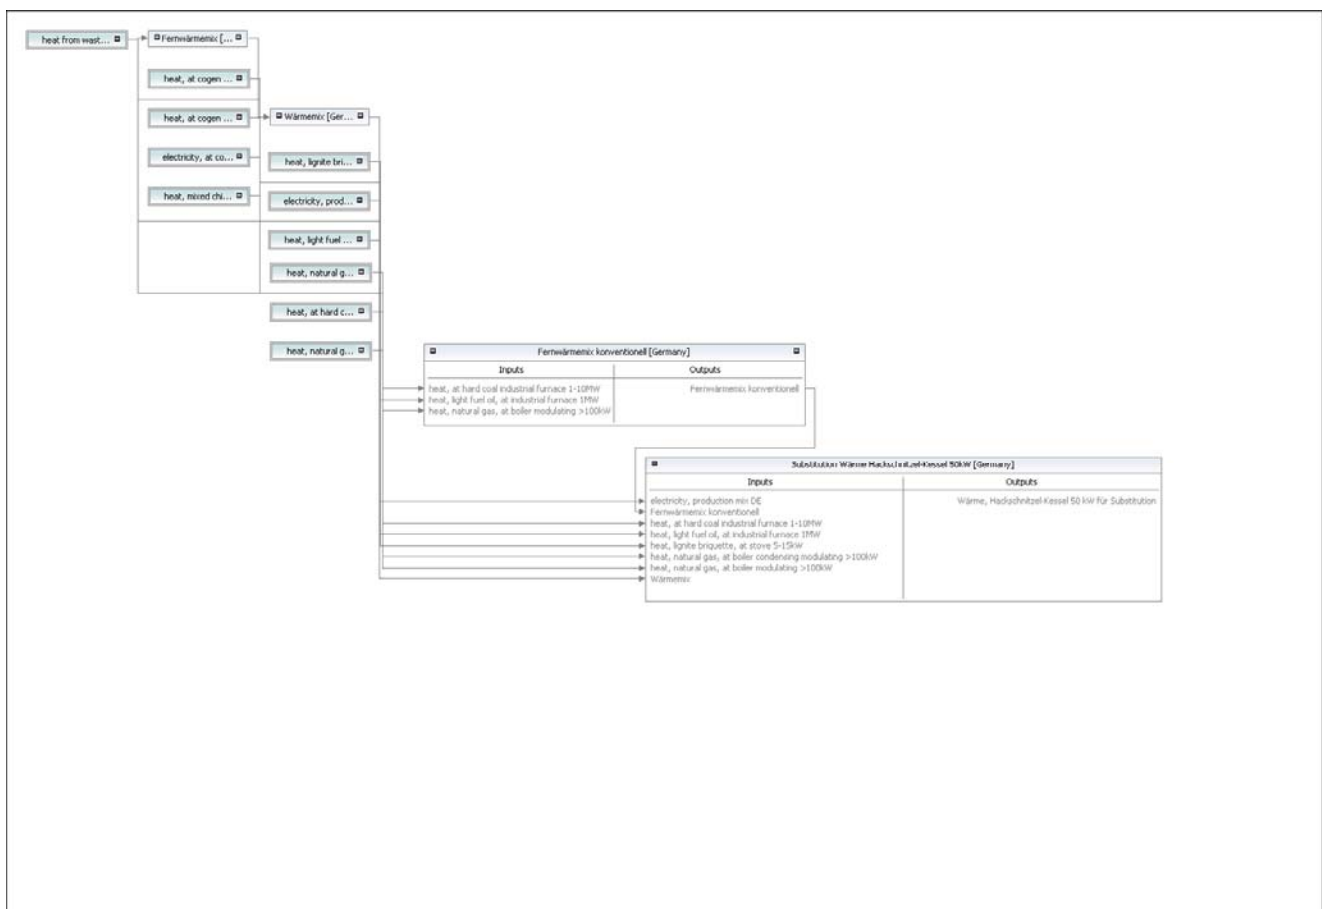 heat from wast...
Fernwärmemix [...
heat, at cogen ...
heat, at cogen ...
Wärmemix [Ger...
electricity, at co...
heat, lignite bri...
heat, mixed chi...
electricity, prod...
heat, light fuel ...
heat, natural g...
heat, at hard c...
heat, natural g...
Fernwärmemix konventionell [Germany]
Inputs
Outputs
heat, at hard coal industrial furnace 1-10MW
Fernwärmemix konventionell
heat, light fuel oil, at industrial furnace 1MW
heat, natural gas, at boiler modulating >100kW
Substitution Wärme Hackschnitzel-Kessel 50kW [Germany]
Inputs
Outputs
electricity, production mix DE
Wärme, Hackschnitzel-Kessel 50 kW für Substitution
Fernwärmemix konventionell
heat, at hard coal industrial furnace 1-10MW
heat, light fuel oil, at industrial furnace 1MW
heat, lignite briquette, at stove 5-15kW
heat, natural gas, at boiler condensing modulating >100kW
heat, natural gas, at boiler modulating >100kW
Wärmemix